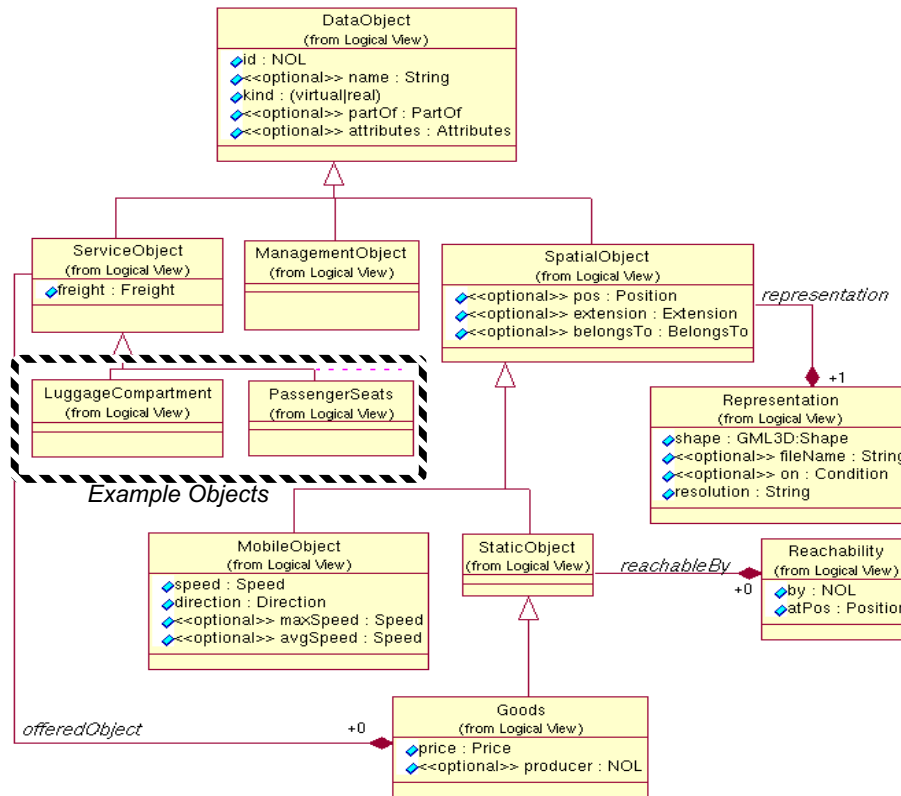 DataObject
(from Logical View)
id : NOL
<<optional>> name : String
kind : (virtual|real)
<<optional>> partOf : PartOf
<<optional>> attributes : Attributes
ServiceObject
(from Logical View)
freight : Freight
ManagementObject
(from Logical View)
SpatialObject
(from Logical View)
<<optional>> pos : Position
<<optional>> extension : Extension
<<optional>> belongsTo : BelongsTo
representation
+1
LuggageCompartment
(from Logical View)
PassengerSeats
(from Logical View)
Example Objects
Representation
(from Logical View)
shape : GML3D:Shape
<<optional>> fileName : String
<<optional>> on : Condition
resolution : String
MobileObject
(from Logical View)
speed : Speed
direction : Direction
<<optional>> maxSpeed : Speed
<<optional>> avgSpeed : Speed
StaticObject
(from Logical View)
reachableBy
+0
Reachability
(from Logical View)
by : NOL
atPos : Position
offeredObject
+0
Goods
(from Logical View)
price : Price
<<optional>> producer : NOL